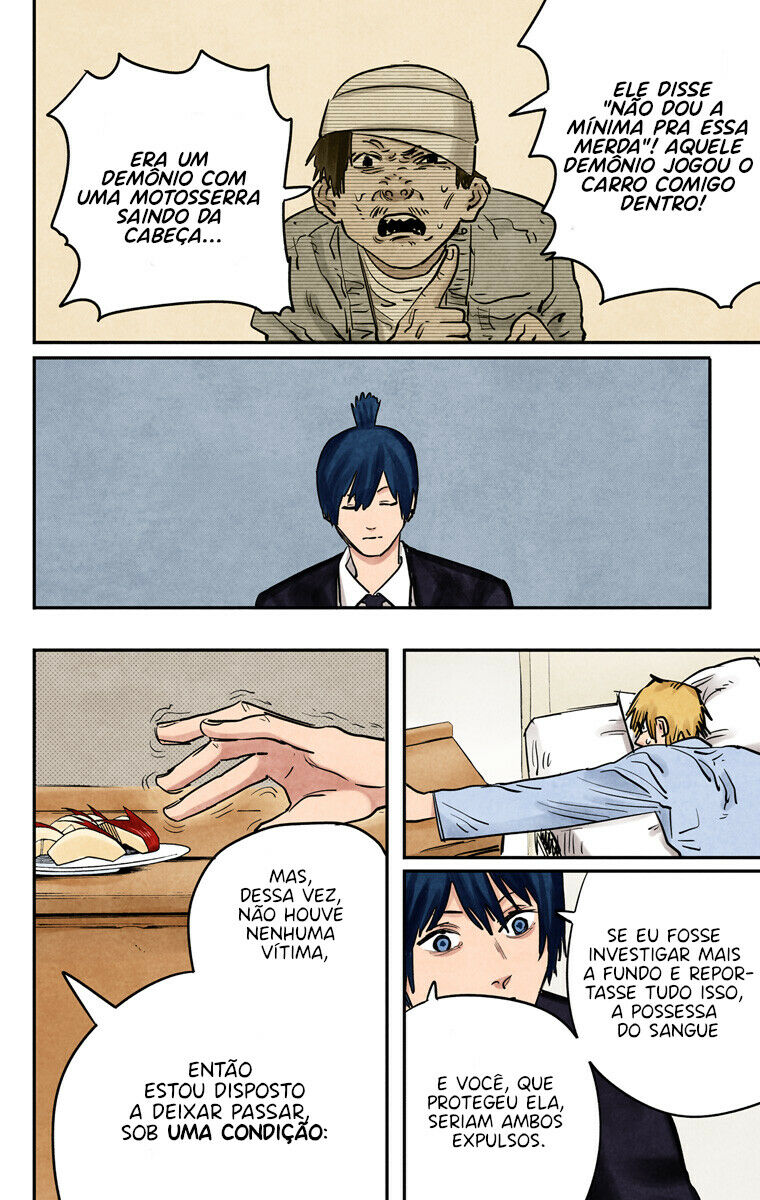 ELE DISSE
"NÃO DOU A
MÍNIMA PRA ESSA
MERDA"! AQUELE
DEMÔNIO JOGOU O
CARRO COMIGO
DENTRO!
ERA UM
DEMÔNIO COM
UMA MOTOSSERRA
SAINDO DA
CABEÇA...
SE EU FOSSE
INVESTIGAR MAIS
A FUNDO E REPOR-
TASSE TUDO ISSO,
A POSSESSA
DO SANGUE
E VOCÊ, QUE
PROTEGEU ELA,
SERIAM AMBOS
EXPULSOS.
MAS,
DESSA VEZ,
NÃO HOUVE
NENHUMA
VÍTIMA,
ENTÃO
ESTOU DISPOSTO
A DEIXAR PASSAR,
SOB UMA CONDIÇÃO: